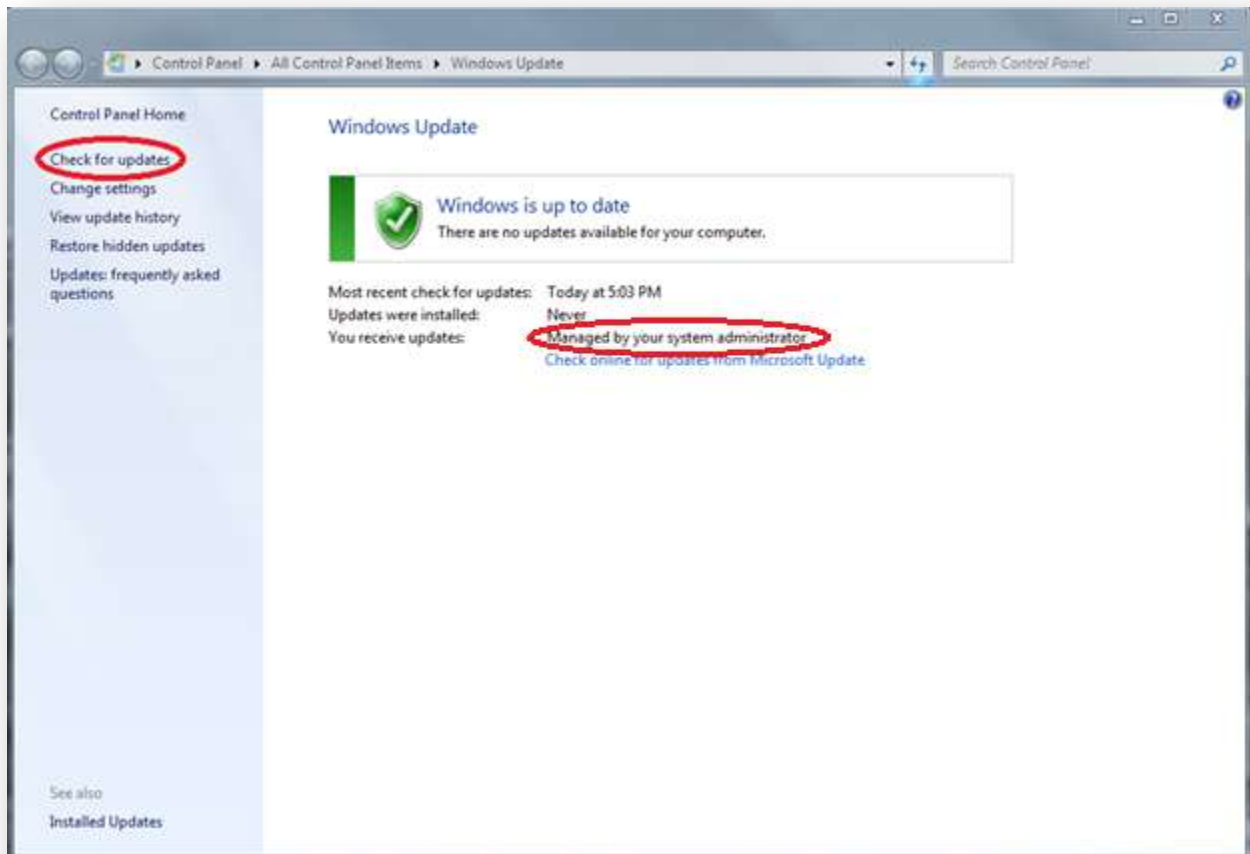 Control Panel All Control Panel Items Windows Update Search Control Panel
Control Panel Home
Check for updates
Change settings
View update history
Restore hidden updates
Updates: frequently asked
questions
See also
Installed Updates
Windows Update
Windows is up to date
There are no updates available for your computer.
Most recent check for updates: Today at 5:03 PM
Updates were installed: Never
You receive updates: Managed by your system administrator
Check online for updates from Microsoft Update